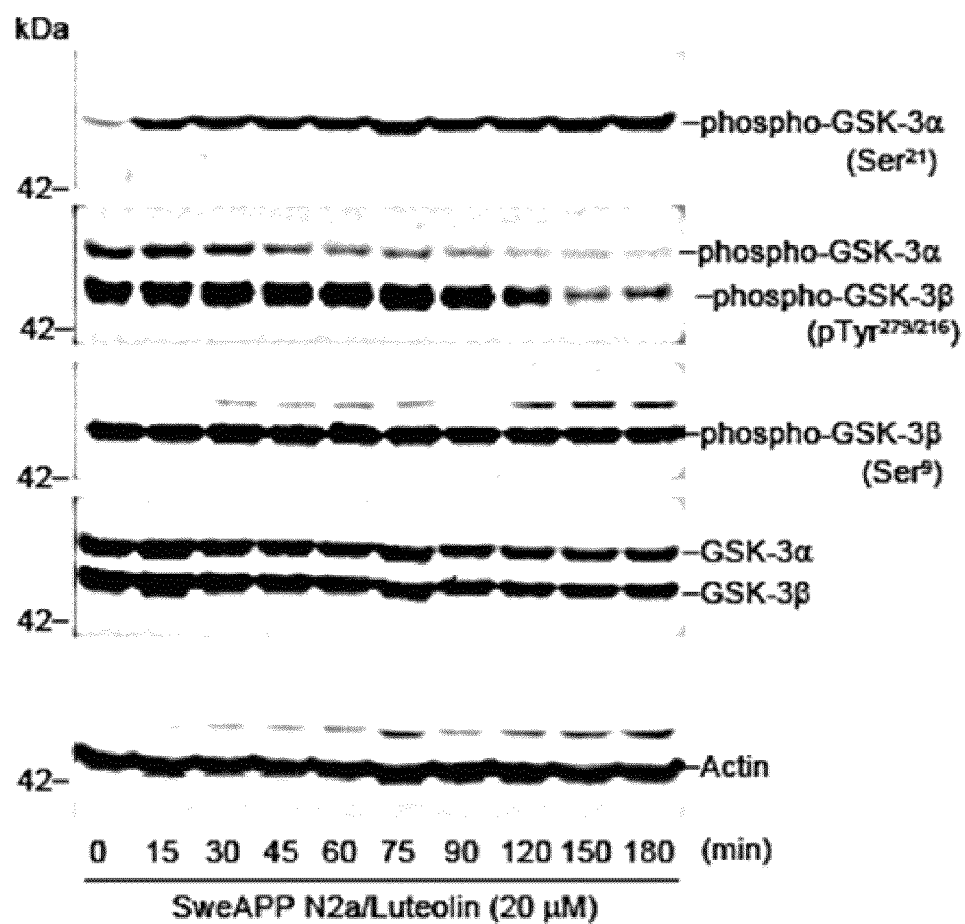 kDa
–phospho-GSK-3α
(Ser²¹)
42–
–phospho-GSK-3α
–phospho-GSK-3β
(pTyr²⁷⁹/²¹⁶)
42–
–phospho-GSK-3β
(Ser⁹)
42–
–GSK-3α
–GSK-3β
42–
–Actin
42–
0 15 30 45 60 75 90 120 150 180 (min)
SweAPP N2a/Luteolin (20 µM)